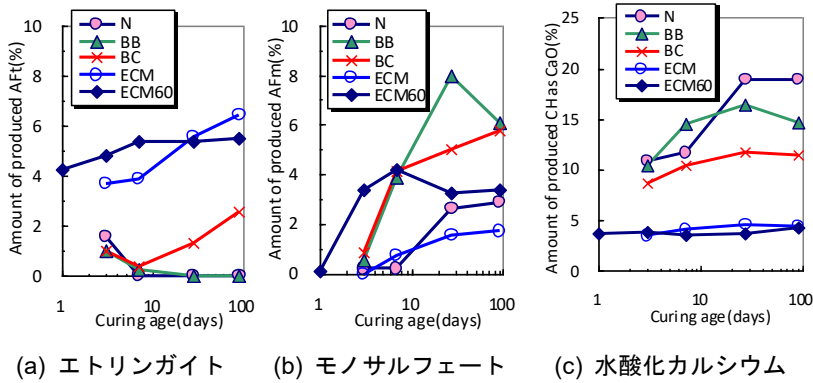 Amount of produced AFt(%)
10
8
6
4
2
0
1
10
100
Curing age(days)
N
BB
BC
ECM
ECM60
(a) エトリンガイト
Amount of produced AFm(%)
10
8
6
4
2
0
1
10
100
Curing age(days)
N
BB
BC
ECM
ECM60
(b) モノサルフェート
Amount of produced CH as CaO(%)
25
20
15
10
5
0
1
10
100
Curing age(days)
N
BB
BC
ECM
ECM60
(c) 水酸化カルシウム